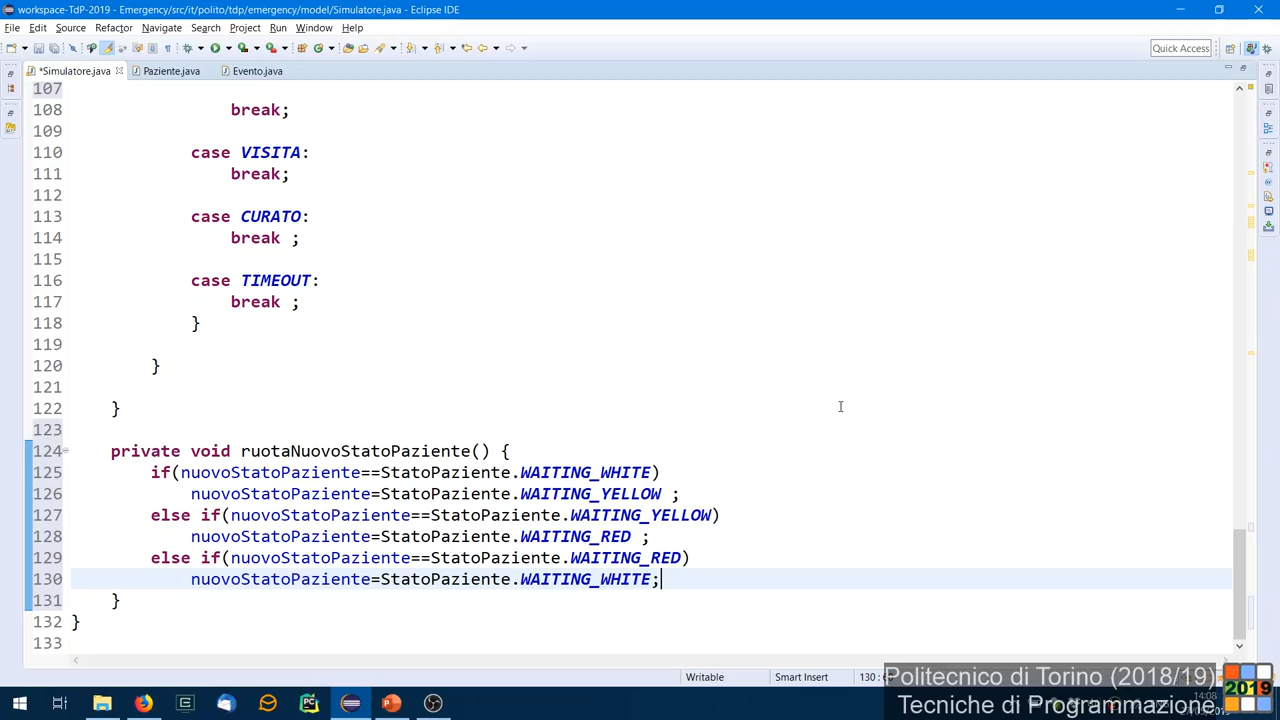 workspace-TdP-2019 - Emergency/src/it/polito/tdp/emergency/model/Simulatore.java - Eclipse IDE
File Edit Source Refactor Navigate Search Project Run Window Help
Quick Access
*Simulatore.java Paziente.java Evento.java
107
108 break;
109
110 case VISITA:
111 break;
112
113 case CURATO:
114 break ;
115
116 case TIMEOUT:
117 break ;
118 }
119
120 }
121
122 }
123
124 private void ruotaNuovoStatoPaziente() {
125 if(nuovoStatoPaziente==StatoPaziente.WAITING_WHITE)
126 nuovoStatoPaziente=StatoPaziente.WAITING_YELLOW ;
127 else if(nuovoStatoPaziente==StatoPaziente.WAITING_YELLOW)
128 nuovoStatoPaziente=StatoPaziente.WAITING_RED ;
129 else if(nuovoStatoPaziente==StatoPaziente.WAITING_RED)
130 nuovoStatoPaziente=StatoPaziente.WAITING_WHITE;
131 }
132 }
133
Writable Smart Insert 130 :
Politecnico di Torino (2018/19)
Tecniche di Programmazione
2019
14:08